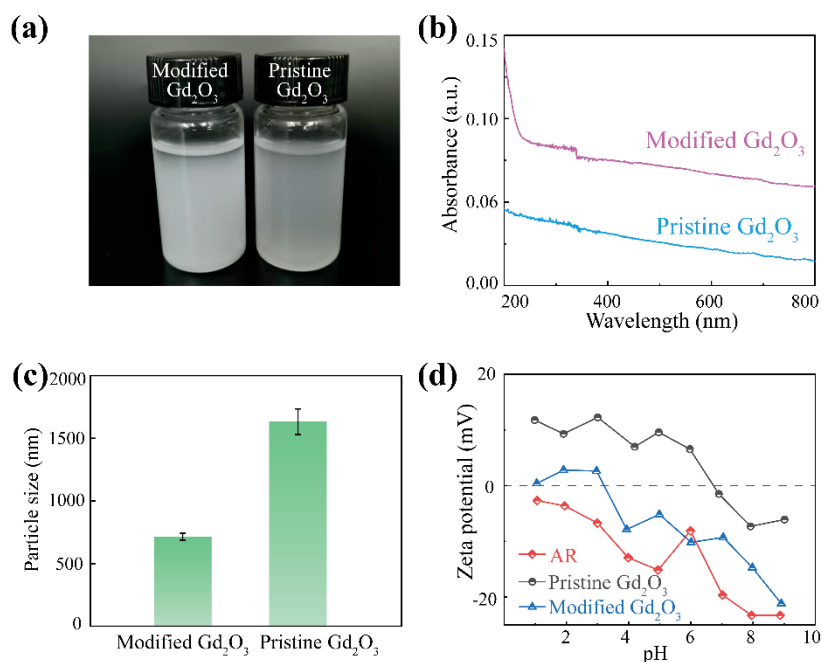 (a)
Modified
Gd₂O₃
Pristine
Gd₂O₃
(b)
0.15
0.10
0.06
0.00
Absorbance (a.u.)
Modified Gd₂O₃
Pristine Gd₂O₃
200
400
600
800
Wavelength (nm)
(c)
2000
1500
1000
500
0
Particle size (nm)
Modified Gd₂O₃
Pristine Gd₂O₃
(d)
20
0
-20
Zeta potential (mV)
AR
Pristine Gd₂O₃
Modified Gd₂O₃
2
4
6
8
10
pH